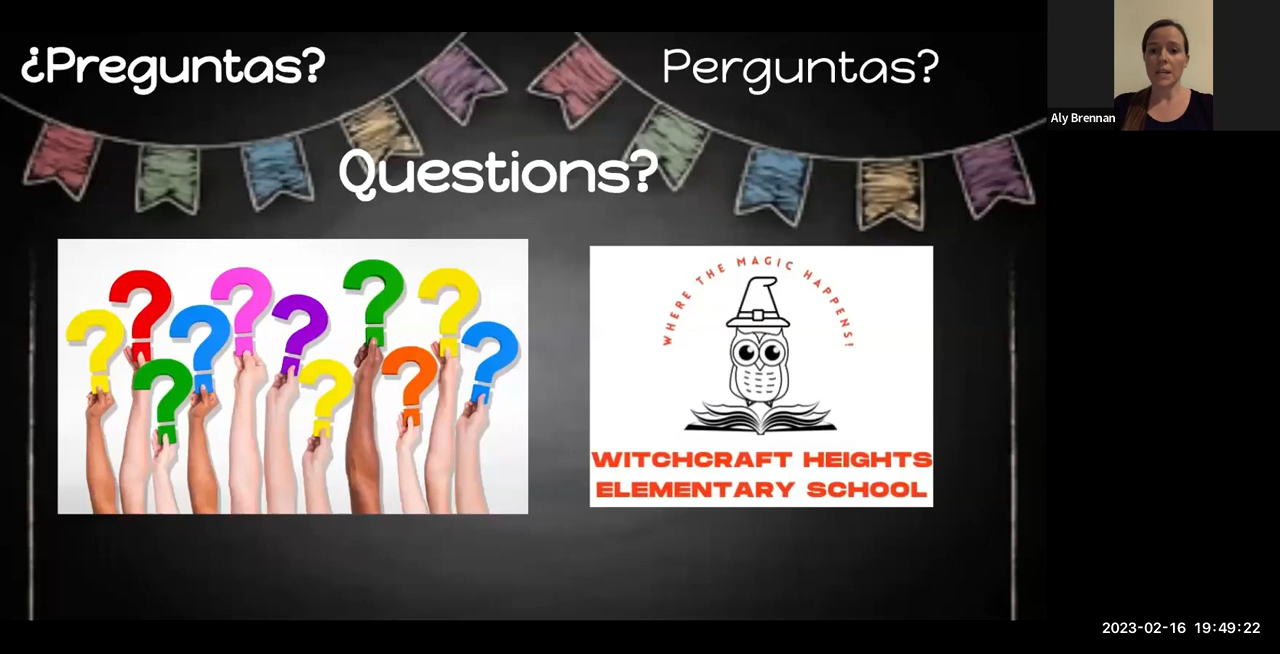 ¿Preguntas?
Perguntas?
Aly Brennan
Questions?
WHERE THE MAGIC HAPPENS!
WITCHCRAFT HEIGHTS
ELEMENTARY SCHOOL
2023-02-16 19:49:22